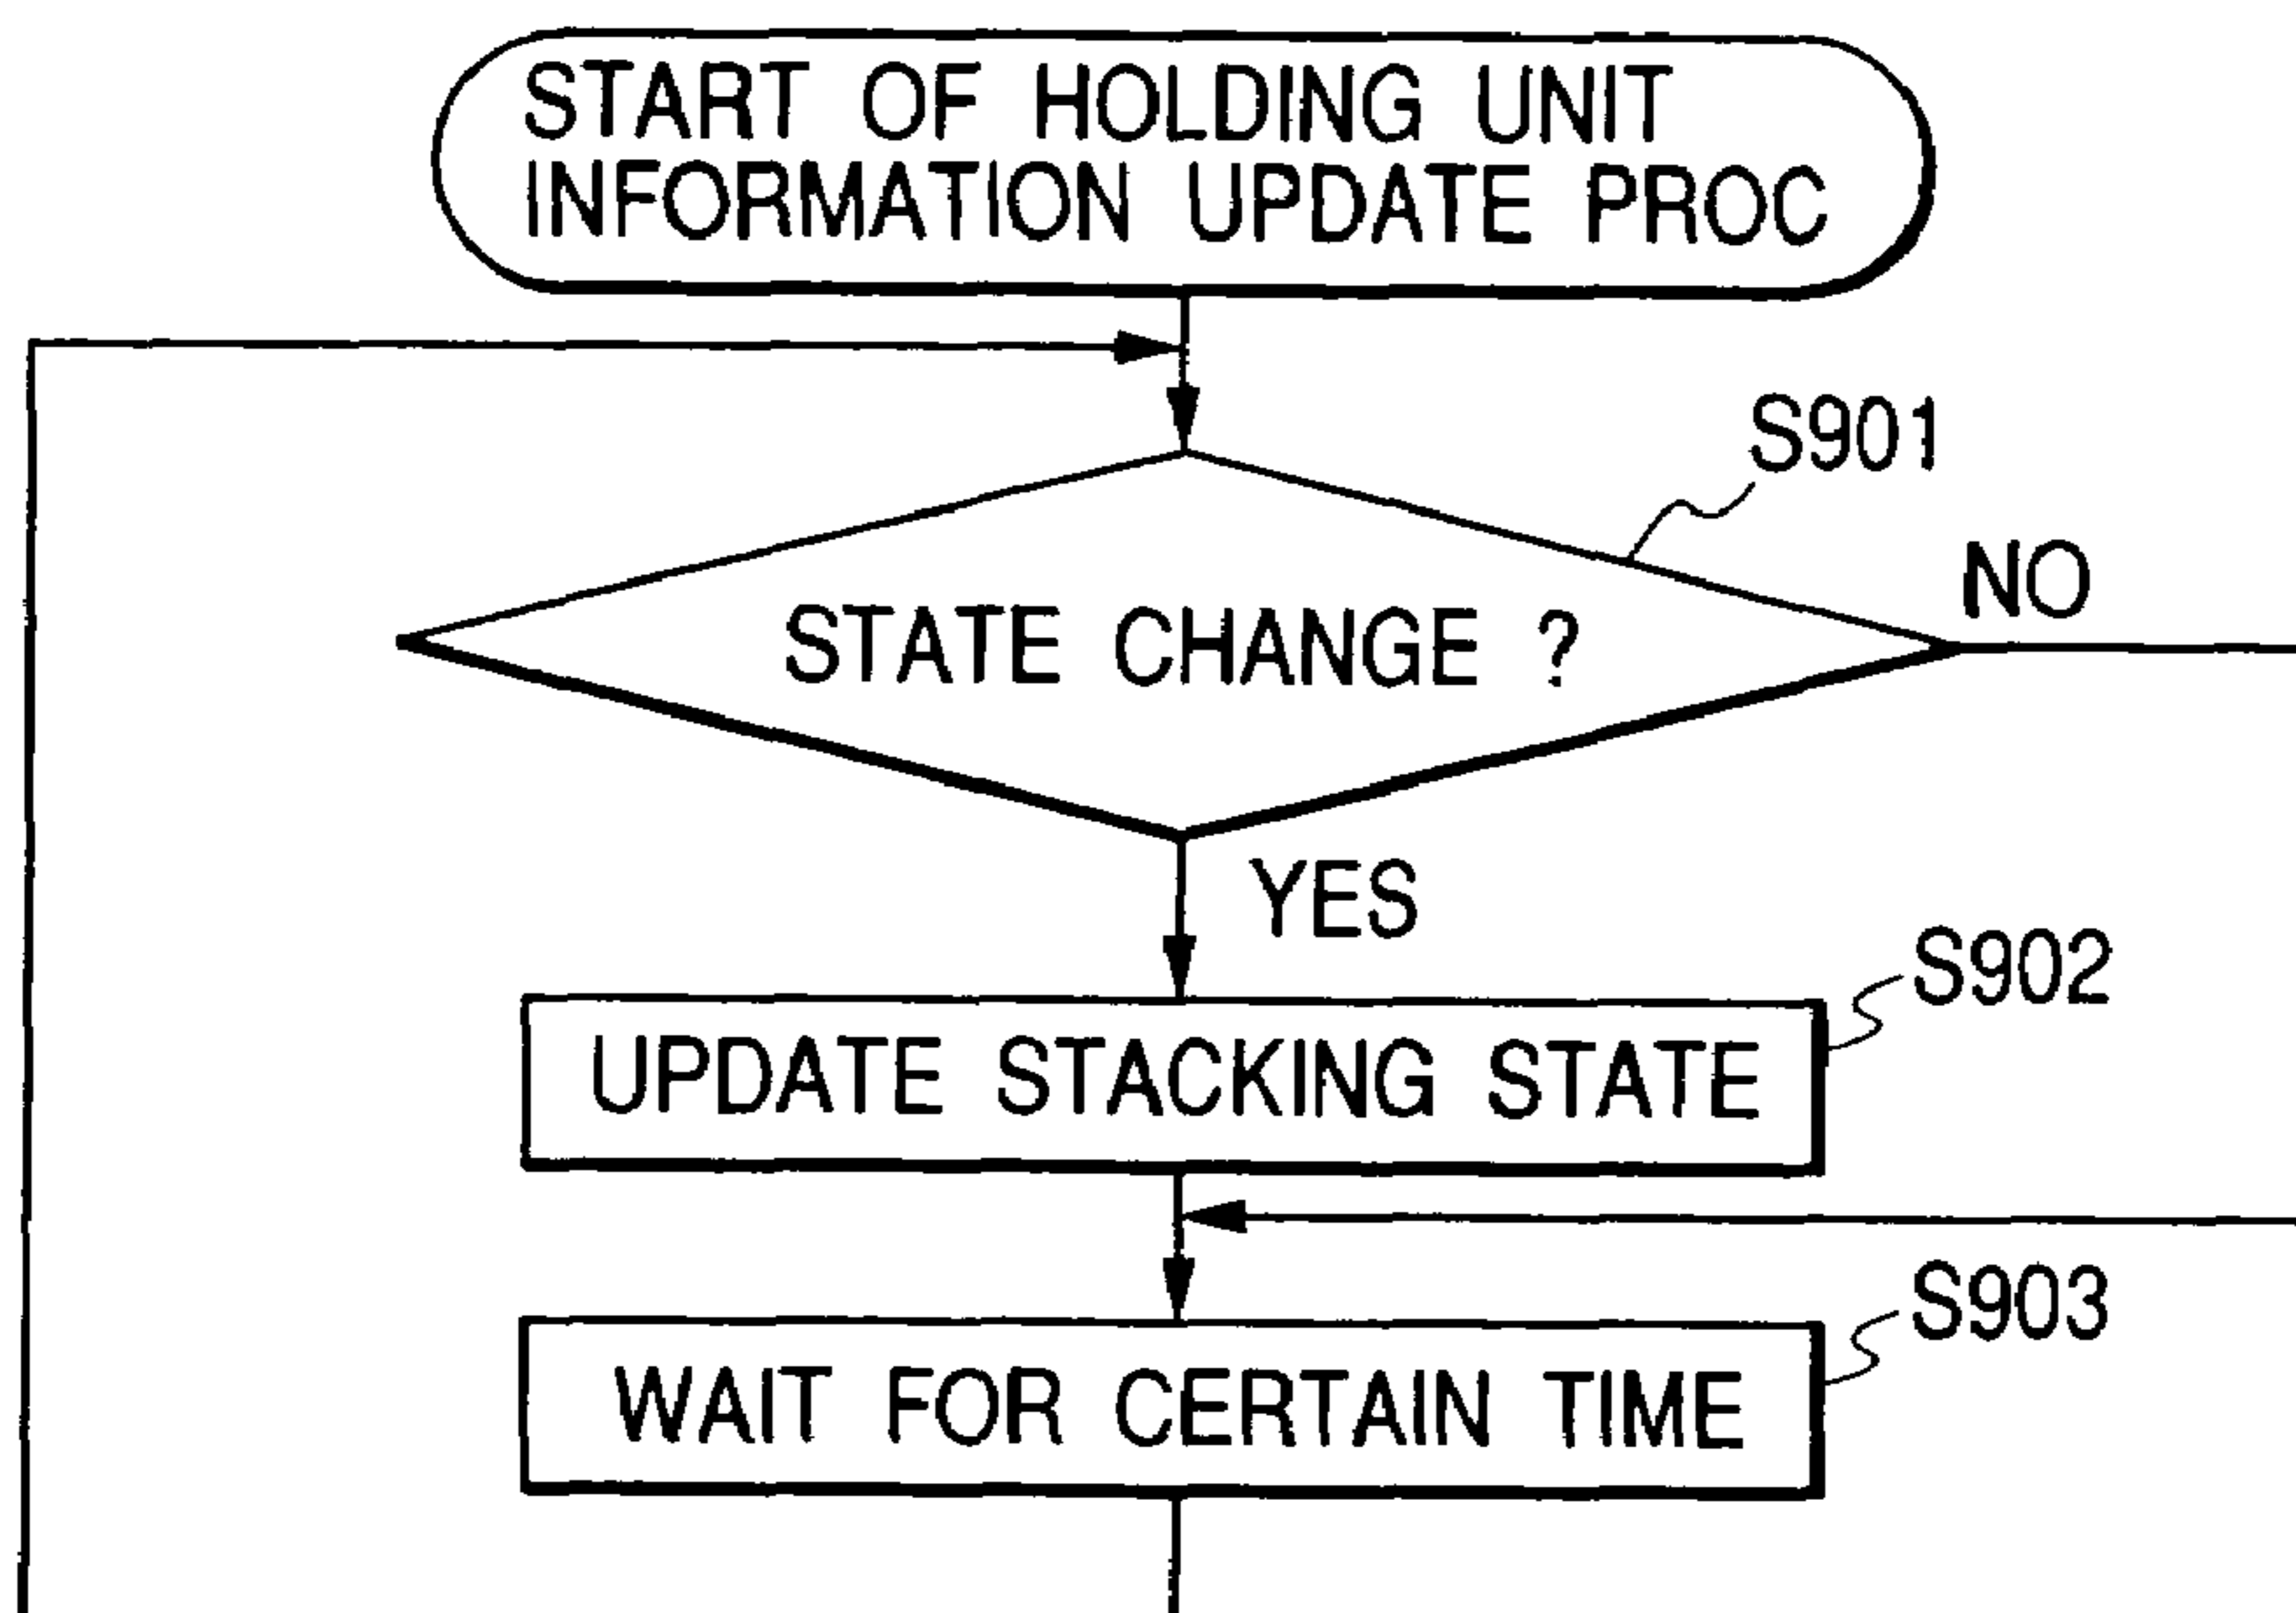 START OF HOLDING UNIT
INFORMATION UPDATE PROC
S901
NO
STATE CHANGE ?
YES
S902
UPDATE STACKING STATE
S903
WAIT FOR CERTAIN TIME